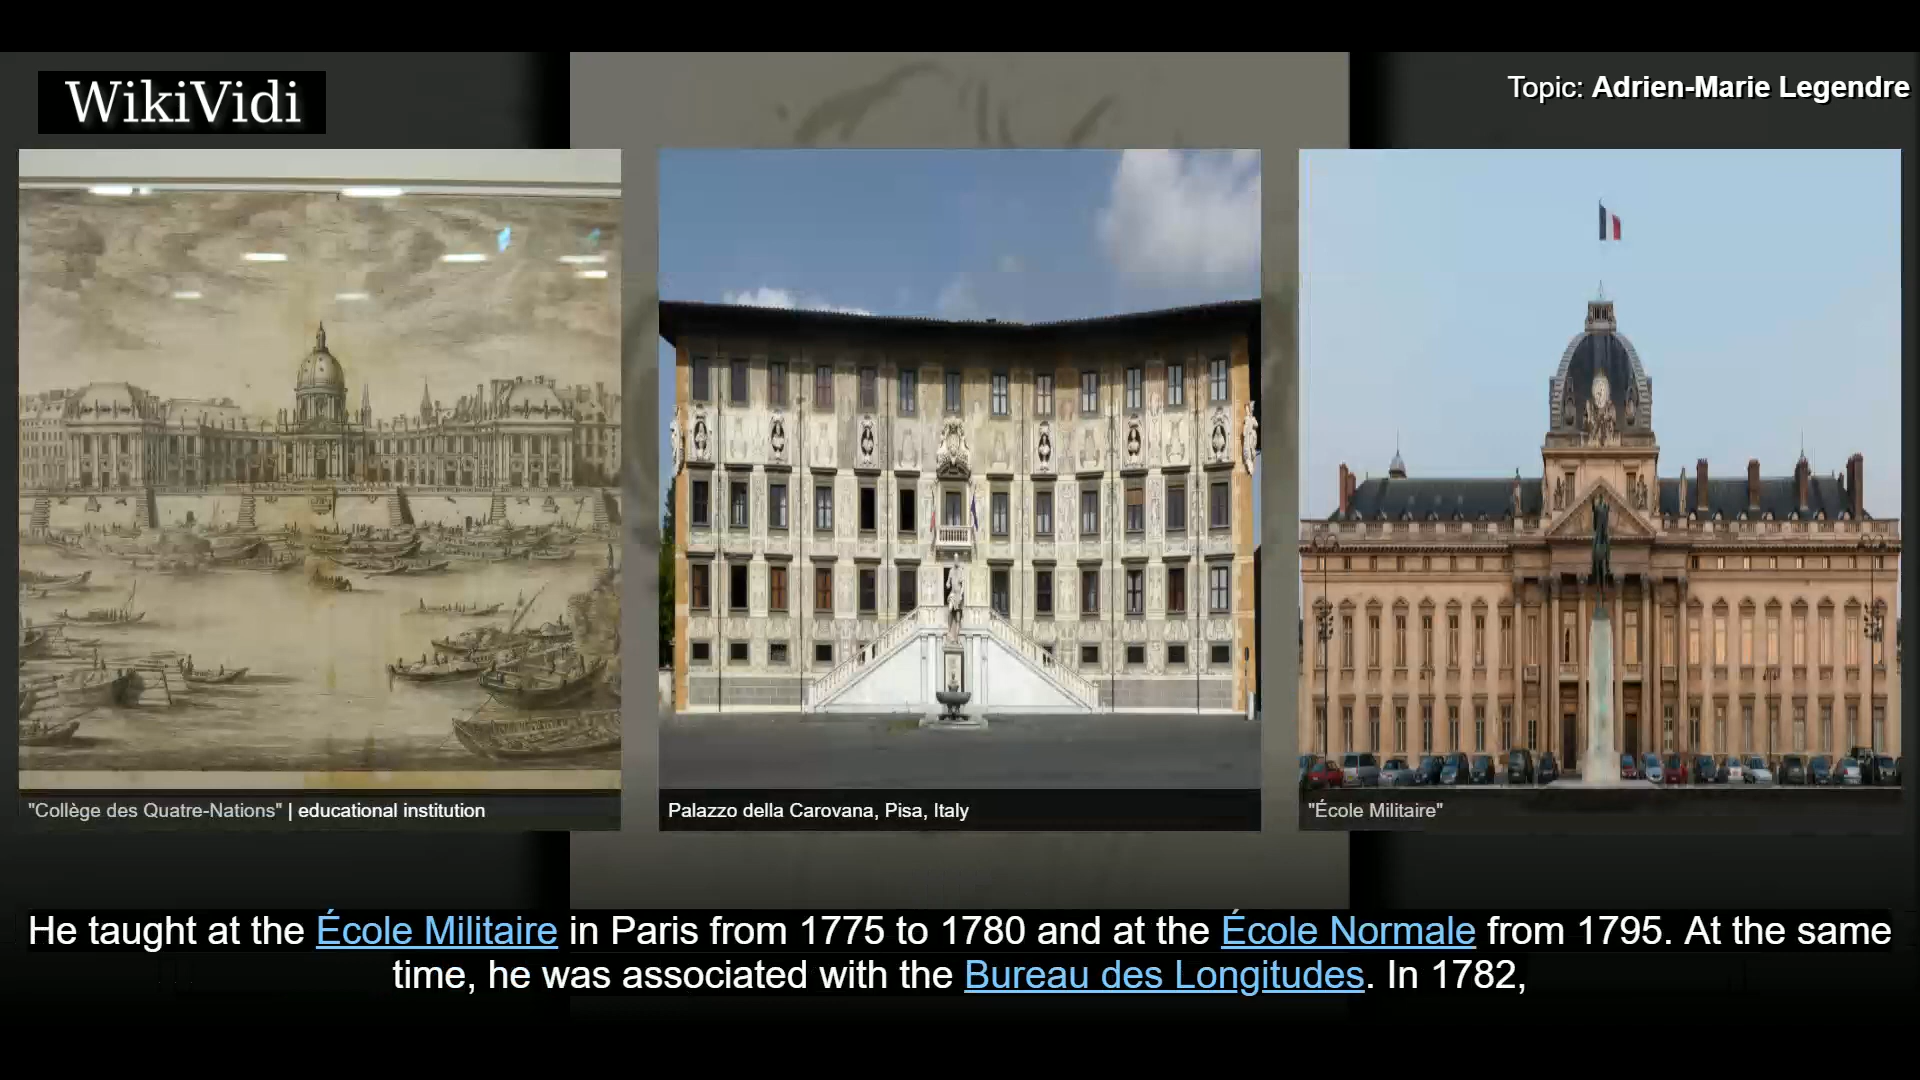 WikiVidi
Topic: Adrien-Marie Legendre
"Collège des Quatre-Nations" | educational institution
Palazzo della Carovana, Pisa, Italy
"École Militaire"
He taught at the École Militaire in Paris from 1775 to 1780 and at the École Normale from 1795. At the same
time, he was associated with the Bureau des Longitudes. In 1782,